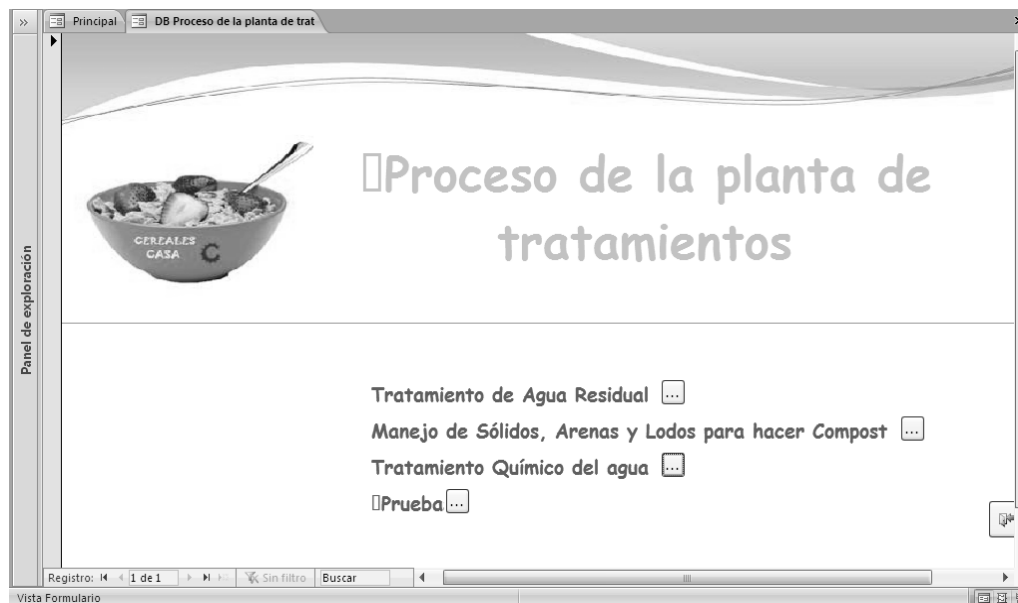 Principal
DB Proceso de la planta de trat
Panel de exploración
CEREALES
CASA C
Proceso de la planta de
tratamientos
Tratamiento de Agua Residual ...
Manejo de Sólidos, Arenas y Lodos para hacer Compost ...
Tratamiento Químico del agua ...
Prueba ...
Registro: 1 de 1 Sin filtro Buscar
Vista Formulario